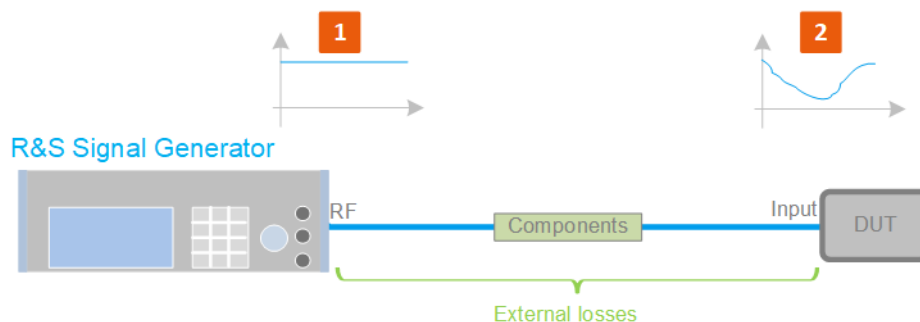 1
2
R&S Signal Generator
RF
Components
Input
DUT
External losses